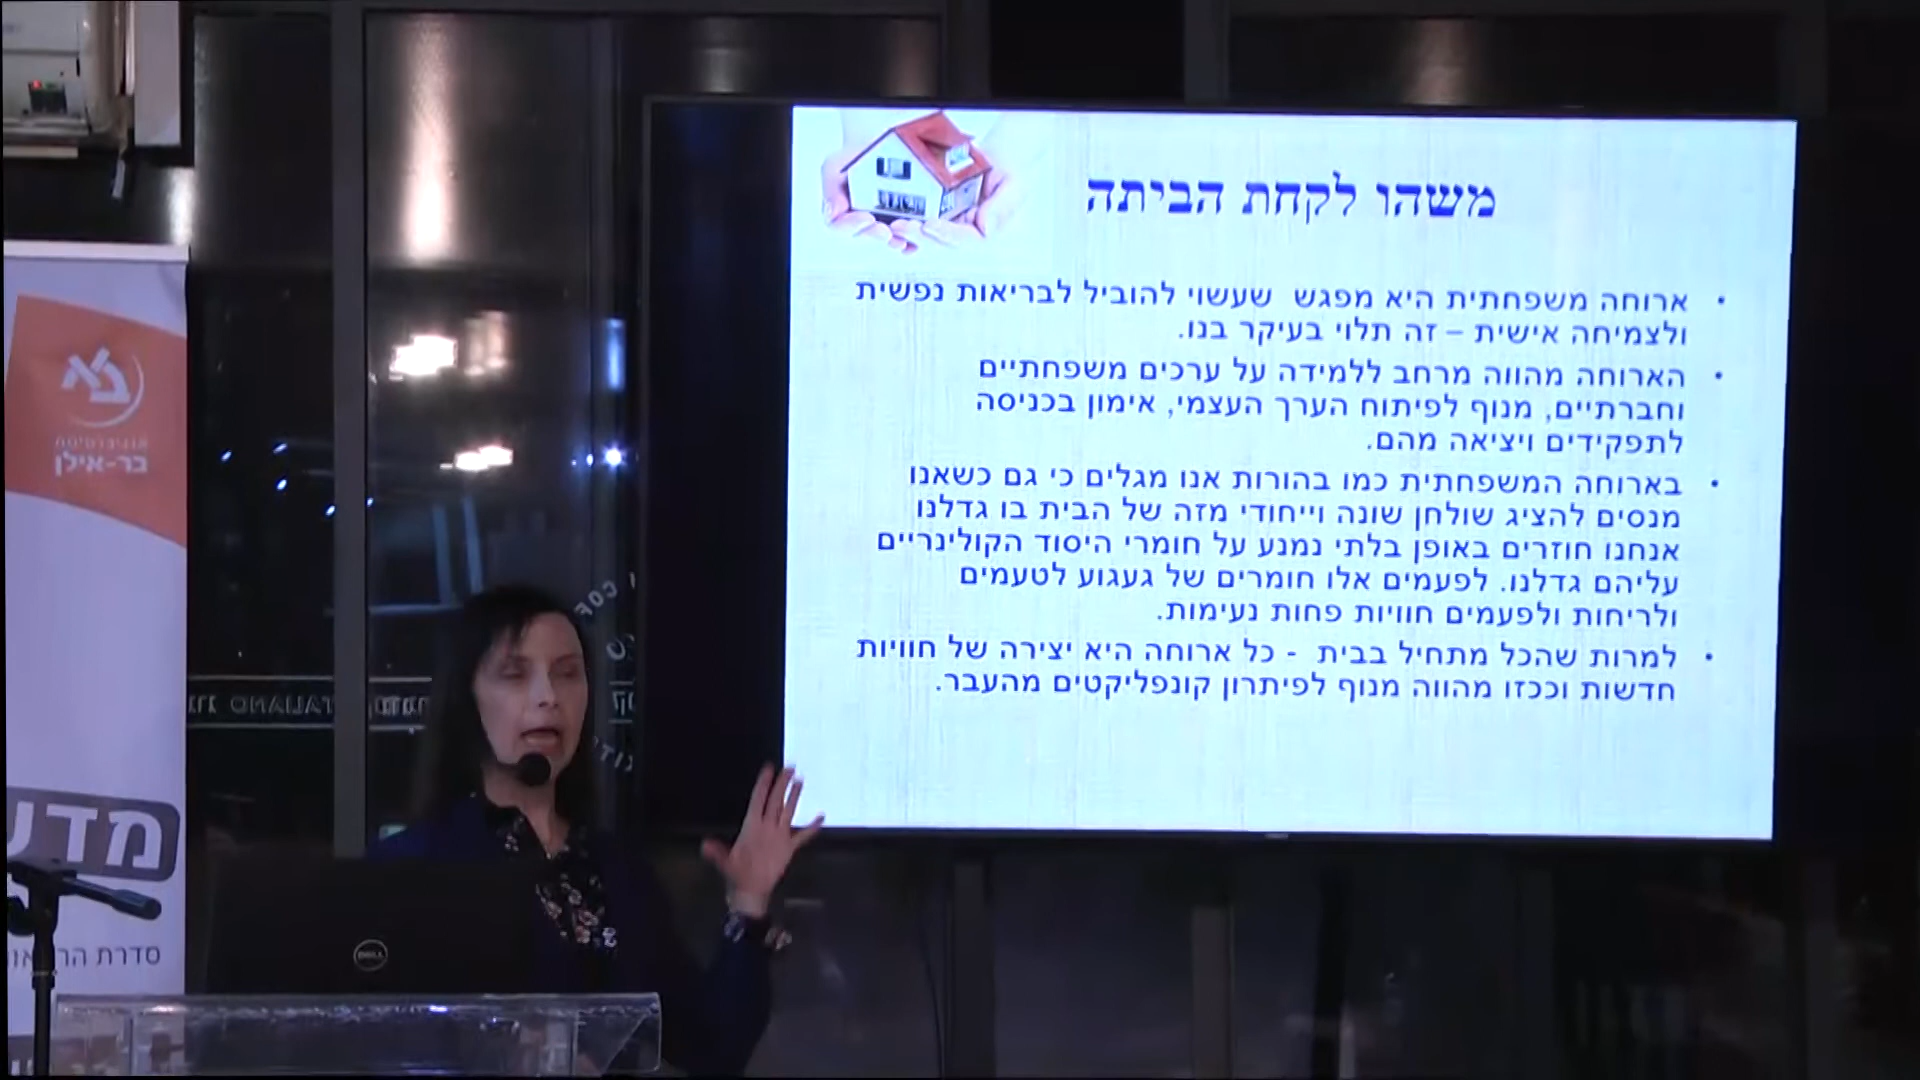 משהו לקחת הביתה
• ארוחה משפחתית היא מפגש שעשוי להוביל לבריאות נפשית
ולצמיחה אישית – זה תלוי בעיקר בנו.
• הארוחה מהווה מרחב ללמידה על ערכים משפחתיים
וחברתיים, מנוף לפיתוח הערך העצמי, אימון בכניסה
לתפקידים ויציאה מהם.
• בארוחה המשפחתית כמו בהורות אנו מגלים כי גם כשאנו
מנסים להציג שולחן שונה וייחודי מזה של הבית בו גדלנו
אנחנו חוזרים באופן בלתי נמנע על חומרי היסוד הקולינריים
עליהם גדלנו. לפעמים אלו חומרים של געגוע לטעמים
ולריחות ולפעמים חוויות פחות נעימות.
• למרות שהכל מתחיל בבית - כל ארוחה היא יצירה של חוויות
חדשות וככזו מהווה מנוף לפיתרון קונפליקטים מהעבר.
אוניברסיטת
בר-אילן
סדרת
DELL